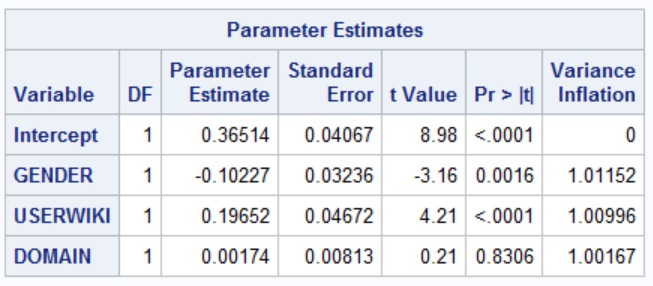 Parameter Estimates
Variable DF Parameter Estimate Standard Error t Value Pr > |t| Variance Inflation
Intercept 1 0.36514 0.04067 8.98 <.0001 0
GENDER 1 -0.10227 0.03236 -3.16 0.0016 1.01152
USERWIKI 1 0.19652 0.04672 4.21 <.0001 1.00996
DOMAIN 1 0.00174 0.00813 0.21 0.8306 1.00167